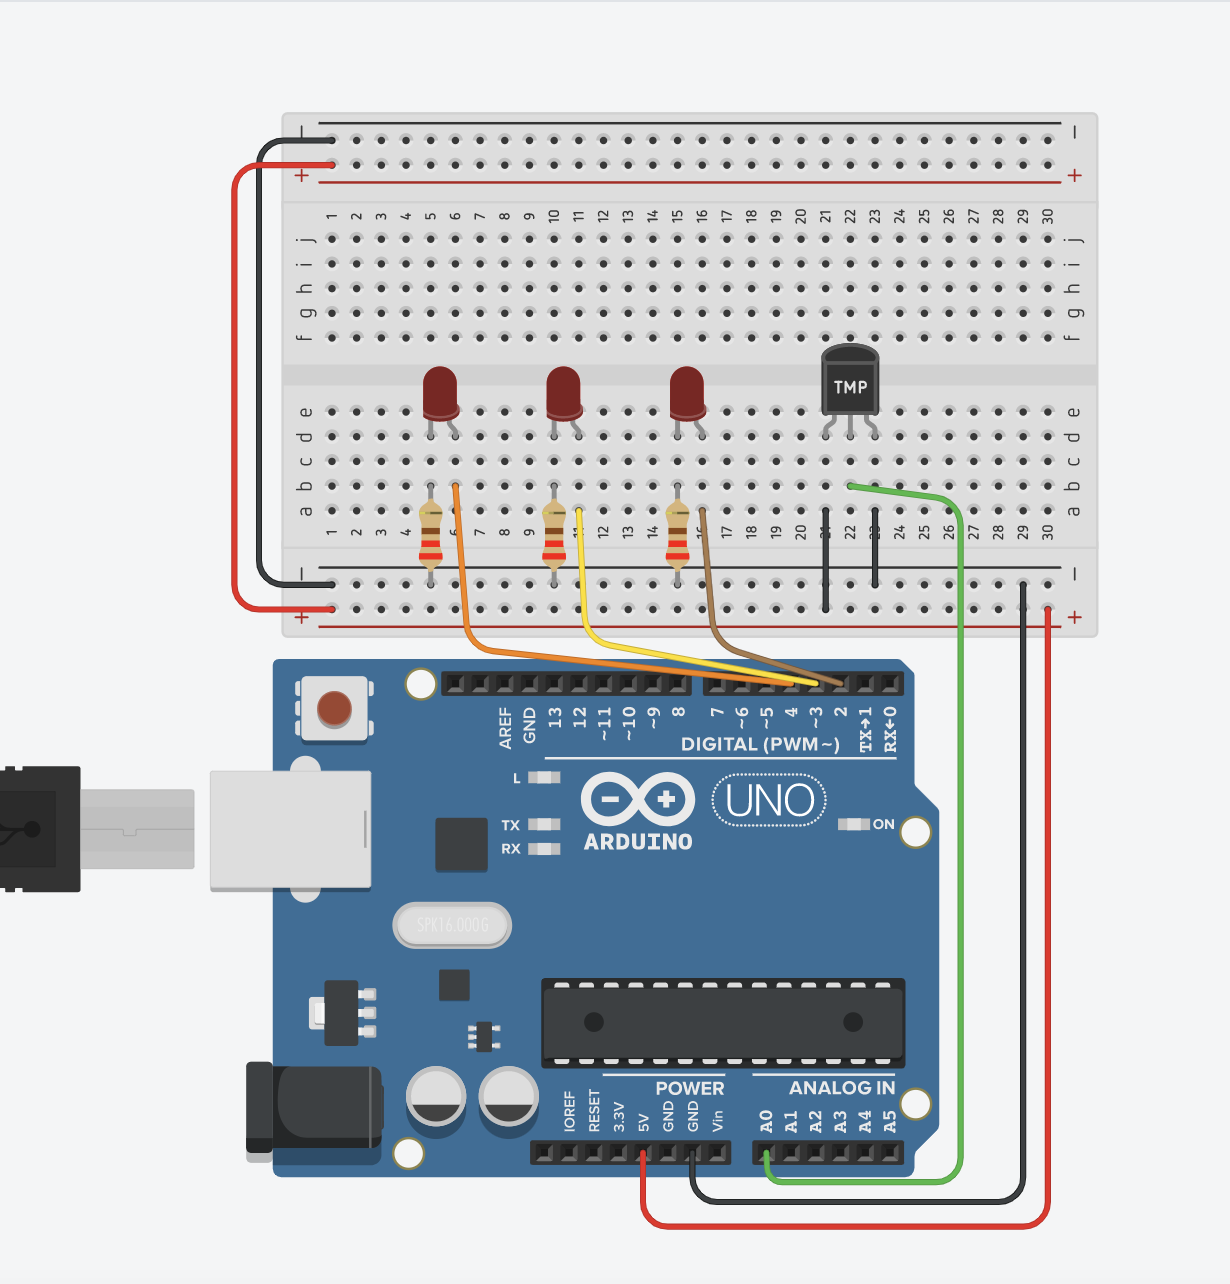 − −
+ +
1 2 3 4 5 6 7 8 9 10 11 12 13 14 15 16 17 18 19 20 21 22 23 24 25 26 27 28 29 30
j j
i i
h h
g g
f f
TMP
e e
d d
c c
b b
a a
1 2 3 4 5 6 7 8 9 10 11 12 13 14 15 16 17 18 19 20 21 22 23 24 25 26 27 28 29 30
− −
+ +
AREF GND 13 12 ~11 ~10 ~9 8 7 ~6 ~5 4 ~3 2 TX→1 RX←0
DIGITAL (PWM~)
L
UNO
TX
RX
ON
ARDUINO
SPK16.000G
POWER ANALOG IN
IOREF RESET 3.3V 5V GND GND Vin A0 A1 A2 A3 A4 A5